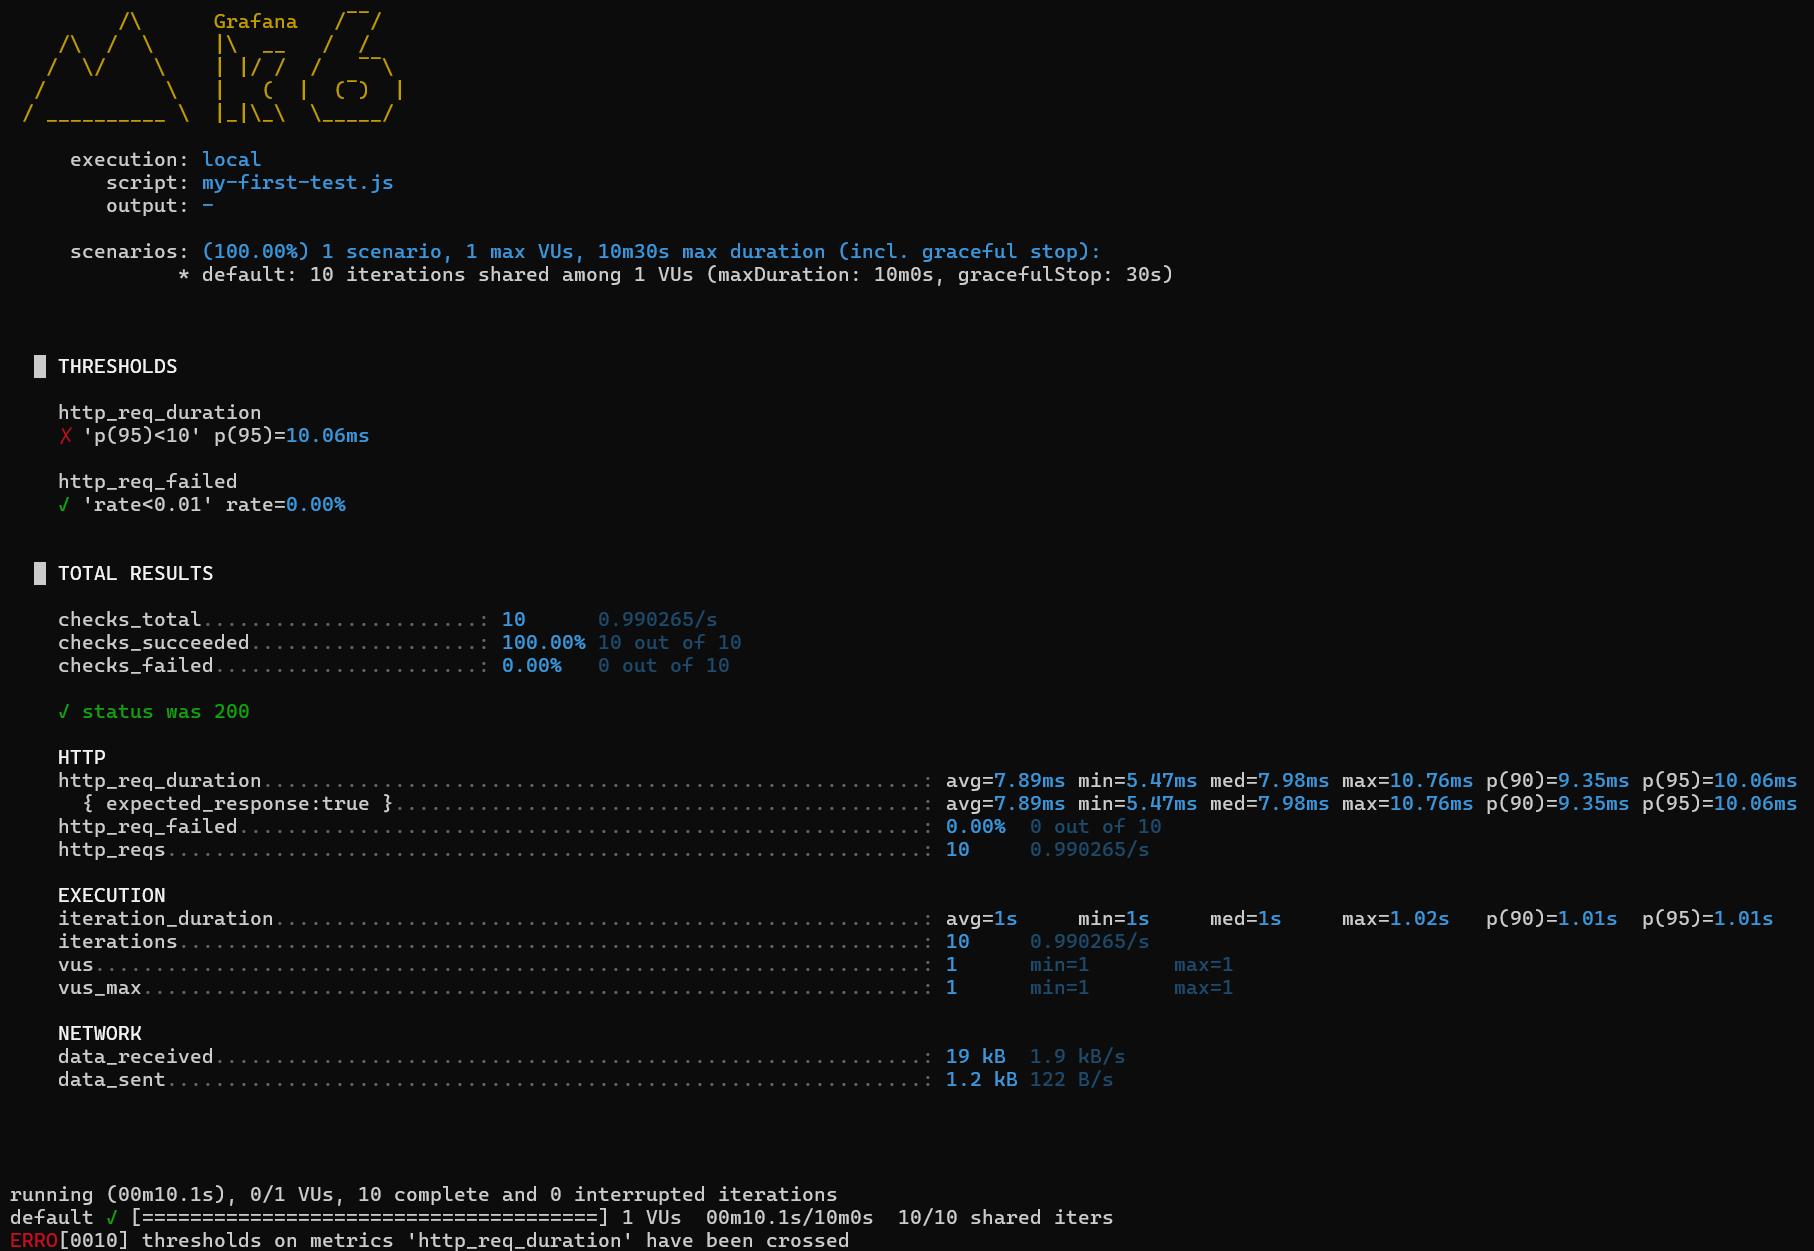 /\      Grafana   /‾‾/
    /\  /  \     |\  __   /  /
   /  \/    \    | |/ /  /   ‾‾\
  /          \   |   (  |  (‾)  |
 / __________ \  |_|\_\  \_____/

     execution: local
        script: my-first-test.js
        output: -

     scenarios: (100.00%) 1 scenario, 1 max VUs, 10m30s max duration (incl. graceful stop):
              * default: 10 iterations shared among 1 VUs (maxDuration: 10m0s, gracefulStop: 30s)

  █ THRESHOLDS

    http_req_duration
    ✗ 'p(95)<10' p(95)=10.06ms

    http_req_failed
    ✓ 'rate<0.01' rate=0.00%

  █ TOTAL RESULTS

    checks_total.......................: 10      0.990265/s
    checks_succeeded...................: 100.00% 10 out of 10
    checks_failed......................: 0.00%   0 out of 10

    ✓ status was 200

    HTTP
    http_req_duration.......................................................: avg=7.89ms min=5.47ms med=7.98ms max=10.76ms p(90)=9.35ms p(95)=10.06ms
      { expected_response:true }............................................: avg=7.89ms min=5.47ms med=7.98ms max=10.76ms p(90)=9.35ms p(95)=10.06ms
    http_req_failed.........................................................: 0.00%  0 out of 10
    http_reqs...............................................................: 10     0.990265/s

    EXECUTION
    iteration_duration......................................................: avg=1s     min=1s     med=1s     max=1.02s   p(90)=1.01s  p(95)=1.01s
    iterations..............................................................: 10     0.990265/s
    vus.....................................................................: 1      min=1       max=1
    vus_max.................................................................: 1      min=1       max=1

    NETWORK
    data_received...........................................................: 19 kB  1.9 kB/s
    data_sent...............................................................: 1.2 kB 122 B/s

running (00m10.1s), 0/1 VUs, 10 complete and 0 interrupted iterations
default ✓ [======================================] 1 VUs  00m10.1s/10m0s  10/10 shared iters
ERRO[0010] thresholds on metrics 'http_req_duration' have been crossed